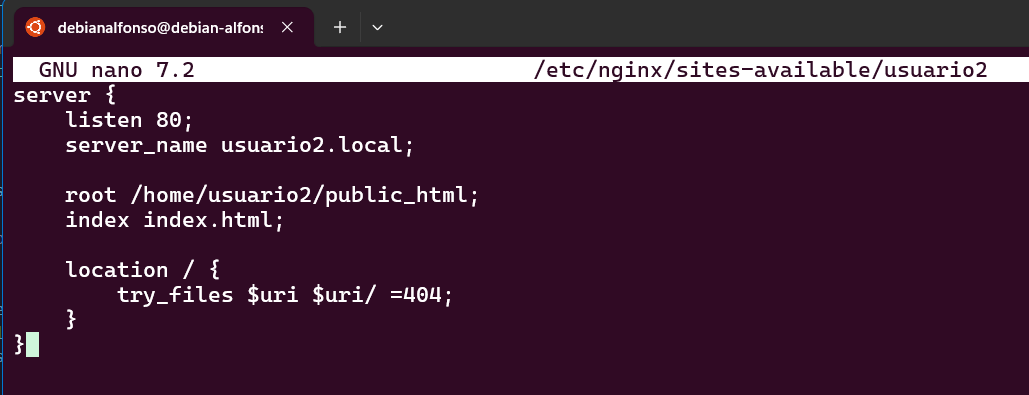 debianalfonso@debian-alfons
GNU nano 7.2 /etc/nginx/sites-available/usuario2
server {
    listen 80;
    server_name usuario2.local;

    root /home/usuario2/public_html;
    index index.html;

    location / {
        try_files $uri $uri/ =404;
    }
}